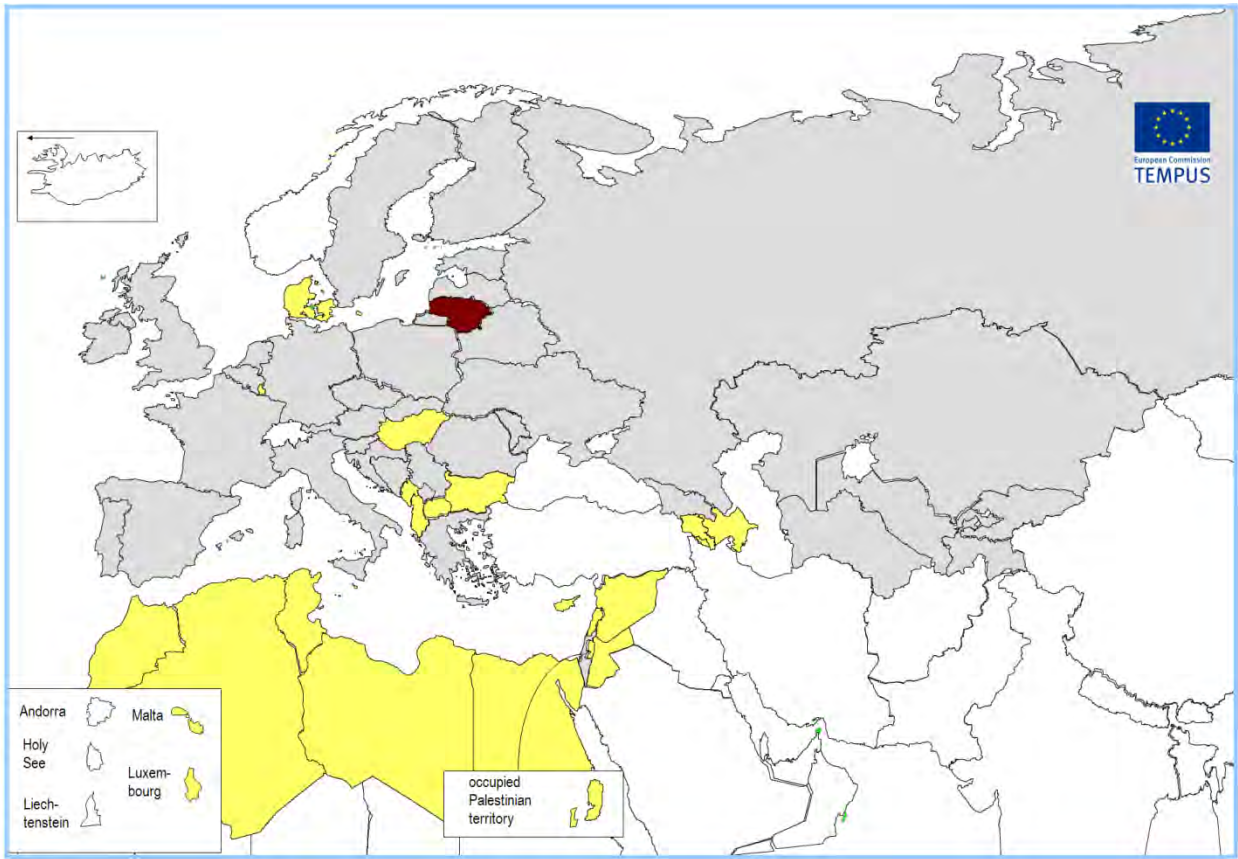 European Commission
TEMPUS
Andorra
Malta
Holy
See
Luxem-
bourg
Liech-
tenstein
occupied
Palestinian
territory